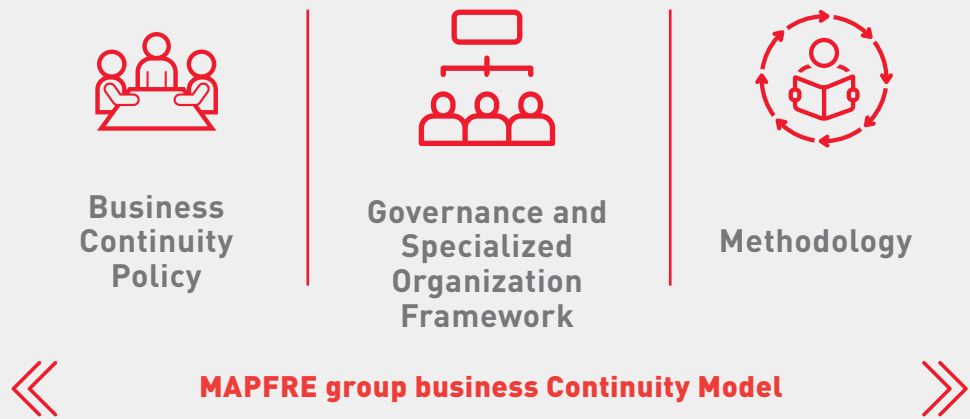 Business
Continuity
Policy
Governance and
Specialized
Organization
Framework
Methodology
MAPFRE group business Continuity Model